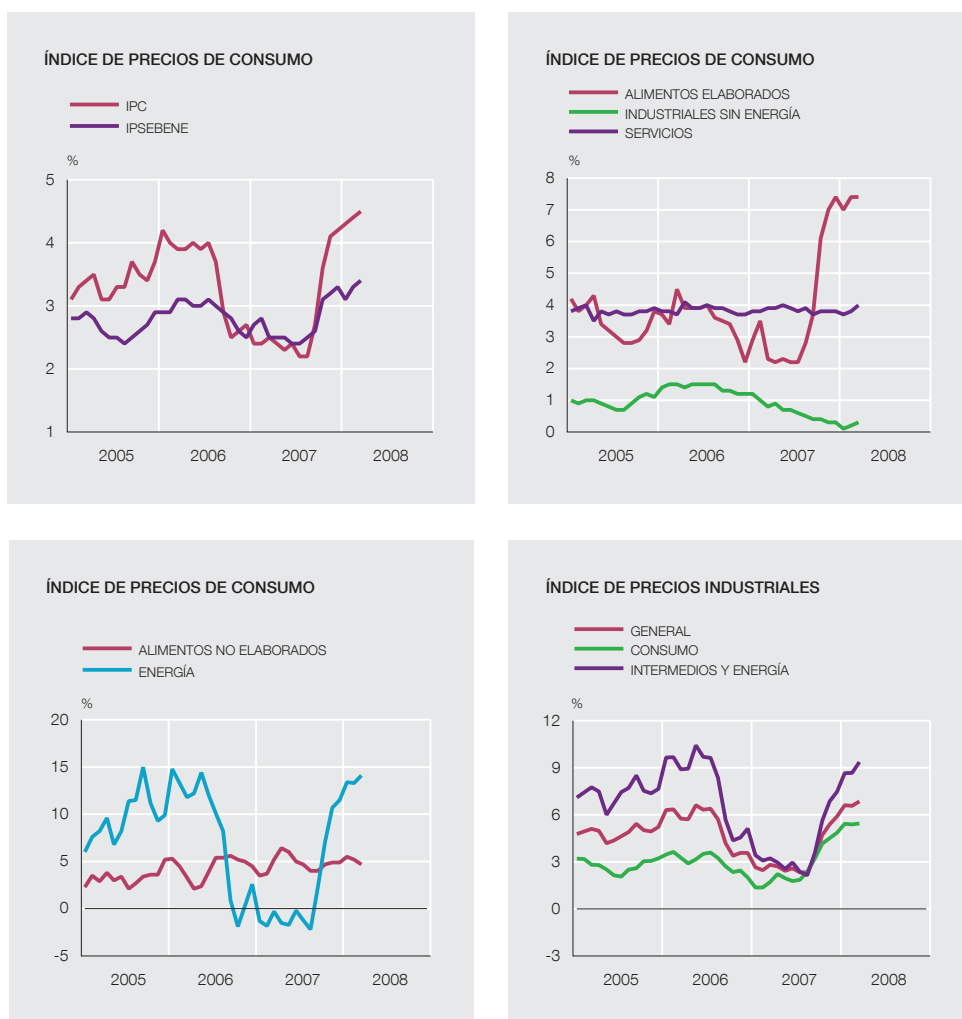 ÍNDICE DE PRECIOS DE CONSUMO
IPC
IPSEBENE
%
5
4
3
2
1
2005 2006 2007 2008
ÍNDICE DE PRECIOS DE CONSUMO
ALIMENTOS ELABORADOS
INDUSTRIALES SIN ENERGÍA
SERVICIOS
%
8
7
6
5
4
3
2
1
0
2005 2006 2007 2008
ÍNDICE DE PRECIOS DE CONSUMO
ALIMENTOS NO ELABORADOS
ENERGÍA
%
20
15
10
5
0
-5
2005 2006 2007 2008
ÍNDICE DE PRECIOS INDUSTRIALES
GENERAL
CONSUMO
INTERMEDIOS Y ENERGÍA
%
12
9
6
3
0
-3
2005 2006 2007 2008